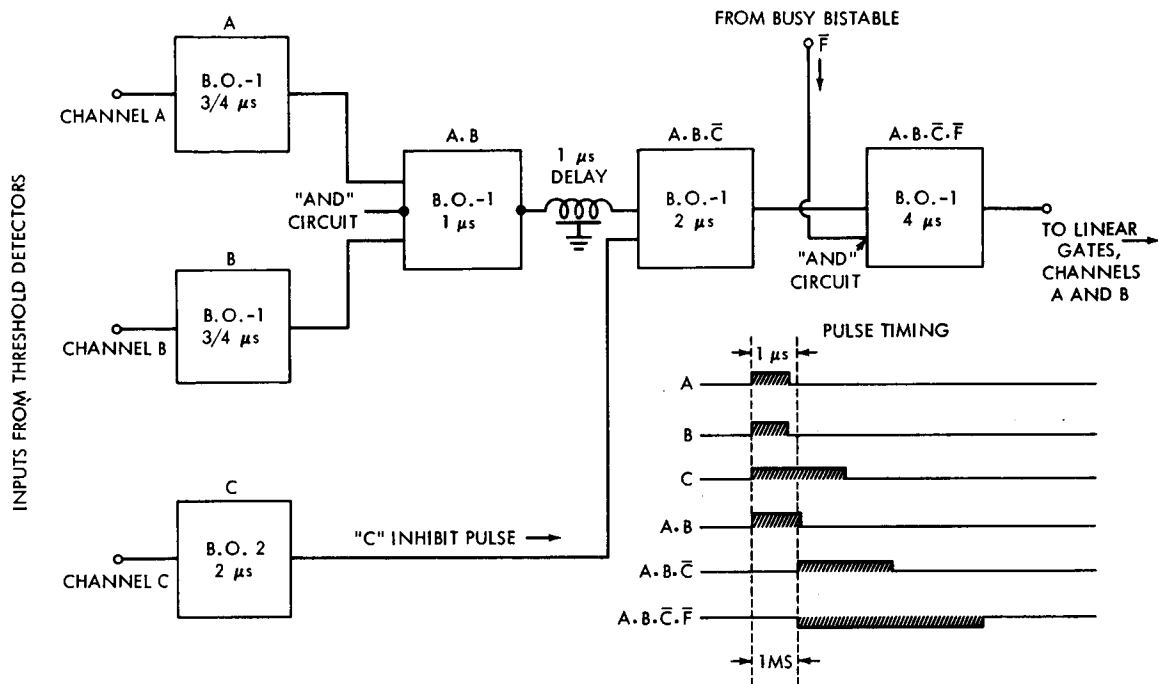 INPUTS FROM THRESHOLD DETECTORS
A
B.O.-1
3/4 μs
CHANNEL A
B
B.O.-1
3/4 μs
CHANNEL B
C
B.O. 2
2 μs
CHANNEL C
"C" INHIBIT PULSE
"AND"
CIRCUIT
A.B
B.O.-1
1 μs
1 μs
DELAY
A.B.C̅
B.O.-1
2 μs
FROM BUSY BISTABLE
F̅
A.B.C̅.F̅
B.O.-1
4 μs
"AND"
CIRCUIT
TO LINEAR
GATES,
CHANNELS
A AND B
PULSE TIMING
1 μs
A
B
C
A.B
A.B.C̅
A.B.C̅.F̅
1MS